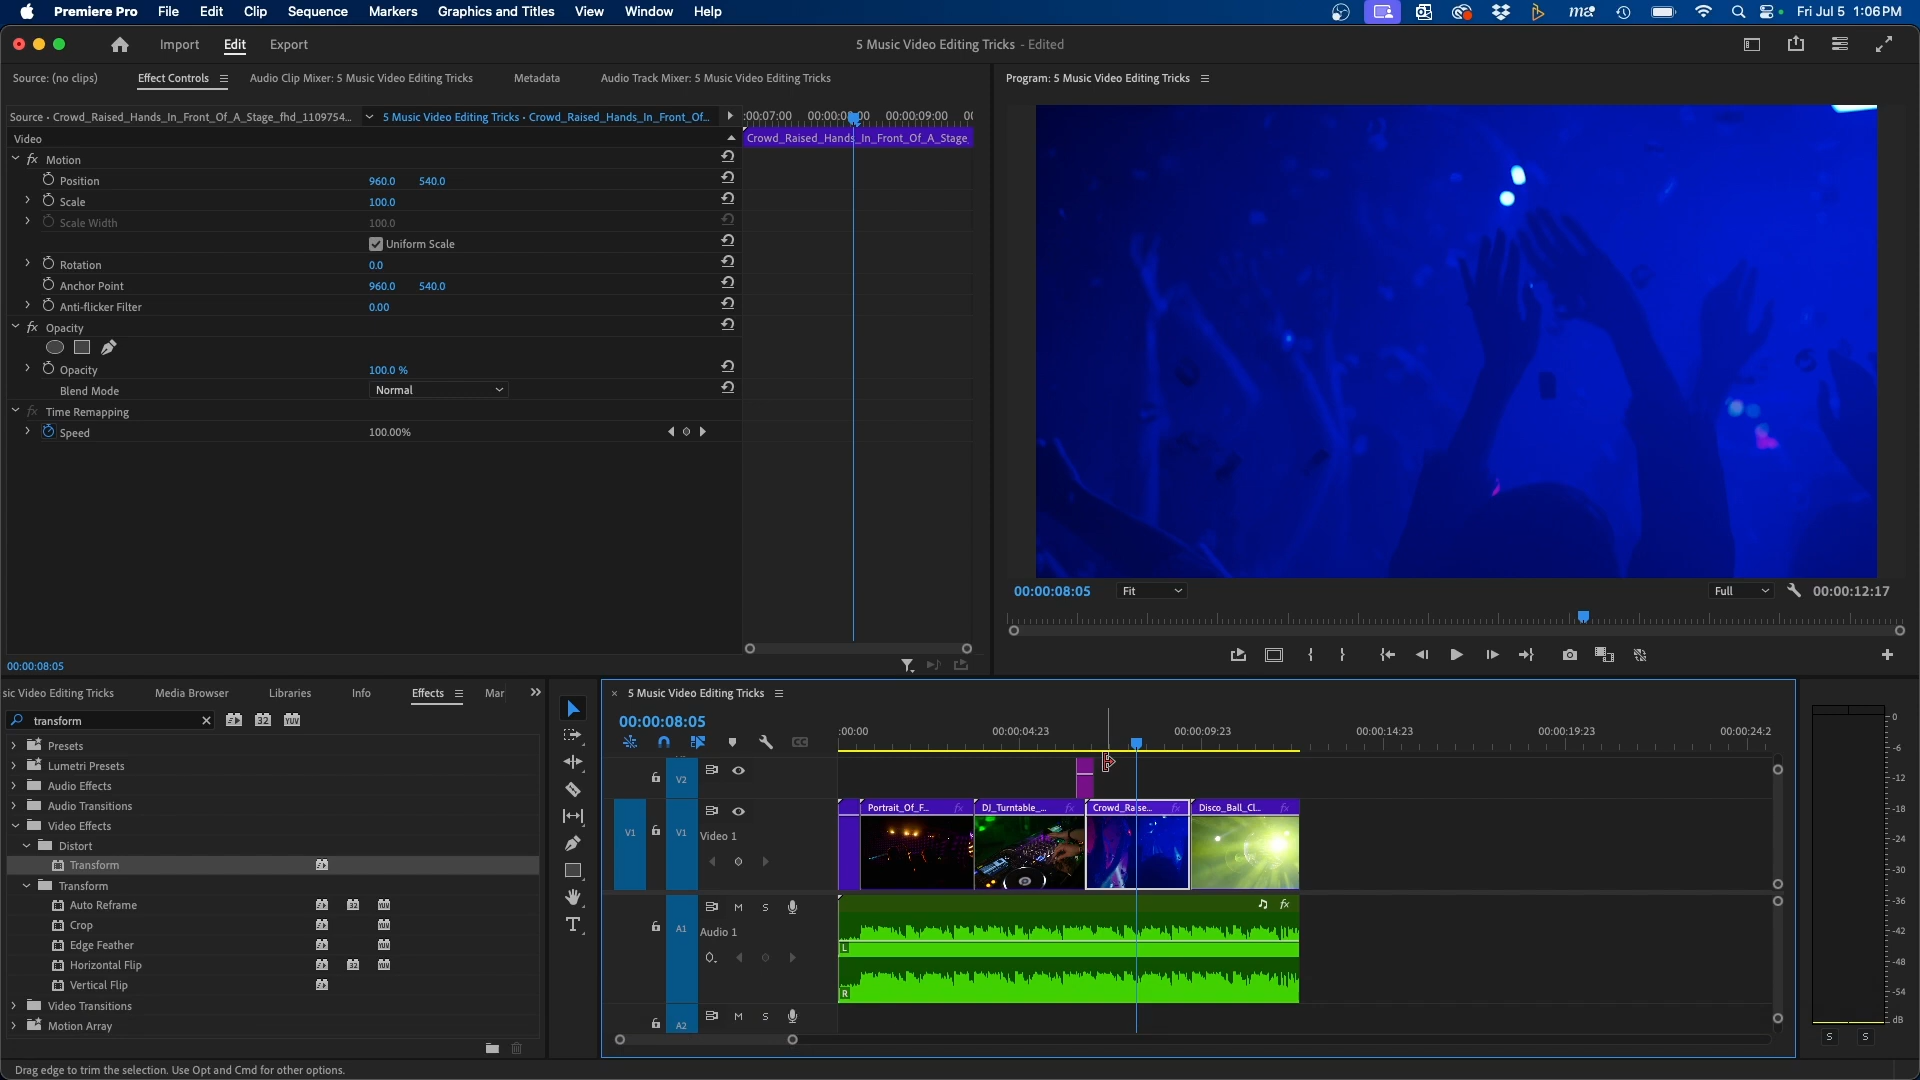 Premiere Pro File Edit Clip Sequence Markers Graphics and Titles View Window Help Fri Jul 5 1:06 PM
Import Edit Export 5 Music Video Editing Tricks - Edited
Source: (no clips) Effect Controls Audio Clip Mixer: 5 Music Video Editing Tricks Metadata Audio Track Mixer: 5 Music Video Editing Tricks Program: 5 Music Video Editing Tricks
Source • Crowd_Raised_Hands_In_Front_Of_A_Stage_fhd_1109754... 5 Music Video Editing Tricks • Crowd_Raised_Hands_In_Front_Of... :00:07:00 00:00:09:00
Video Crowd_Raised_Hands_In_Front_Of_A_Stage_
fx Motion
Position 960.0 540.0
Scale 100.0
Scale Width 100.0
Uniform Scale
Rotation 0.0
Anchor Point 960.0 540.0
Anti-flicker Filter 0.00
fx Opacity
Opacity 100.0 %
Blend Mode Normal
fx Time Remapping
Speed 100.00%
00:00:08:05 Fit Full 00:00:12:17
00:00:08:05
sic Video Editing Tricks Media Browser Libraries Info Effects Mar
transform 32 YUV
Presets
Lumetri Presets
Audio Effects
Audio Transitions
Video Effects
Distort
Transform
Transform
Auto Reframe
Crop
Edge Feather
Horizontal Flip
Vertical Flip
Video Transitions
Motion Array
5 Music Video Editing Tricks
00:00:08:05
:00:00 00:00:04:23 00:00:09:23 00:00:14:23 00:00:19:23 00:00:24:2
CC
V2
V1 V1 Video 1
Portrait_Of_F... fx DJ_Turntable_... fx Crowd_Raise... fx Disco_Ball_Cl... fx
A1 M S Audio 1
fx
L
R
A2 M S
0
-6
-12
-18
-24
-30
-36
-42
-48
-54
dB
S S
Drag edge to trim the selection. Use Opt and Cmd for other options.